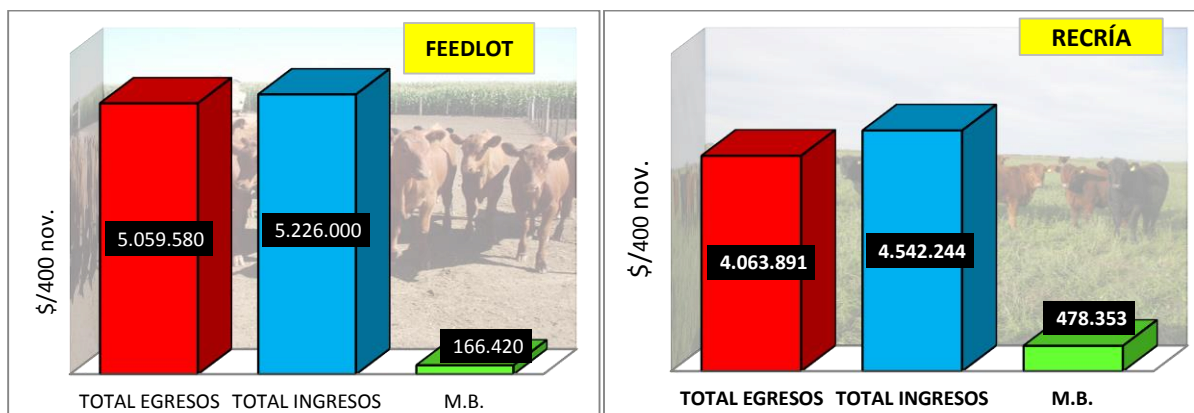 FEEDLOT
$/400 nov.
5.059.580
5.226.000
166.420
TOTAL EGRESOS
TOTAL INGRESOS
M.B.
RECRÍA
$/400 nov.
4.063.891
4.542.244
478.353
TOTAL EGRESOS
TOTAL INGRESOS
M.B.